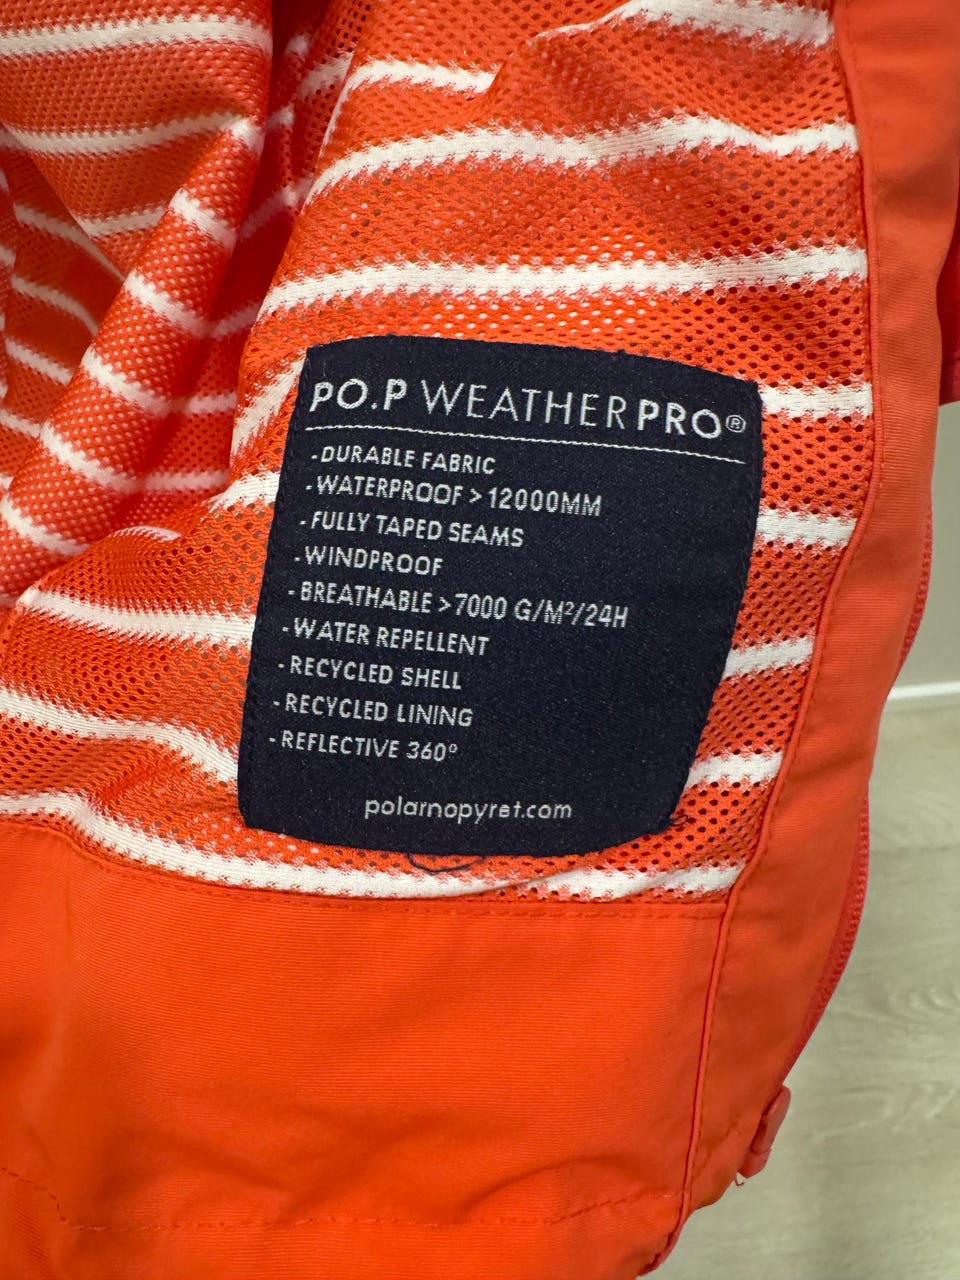 PO.P WEATHERPRO®
-DURABLE FABRIC
-WATERPROOF > 12000MM
-FULLY TAPED SEAMS
-WINDPROOF
-BREATHABLE >7000 G/M²/24H
-WATER REPELLENT
-RECYCLED SHELL
-RECYCLED LINING
-REFLECTIVE 360°
polarnopyret.com